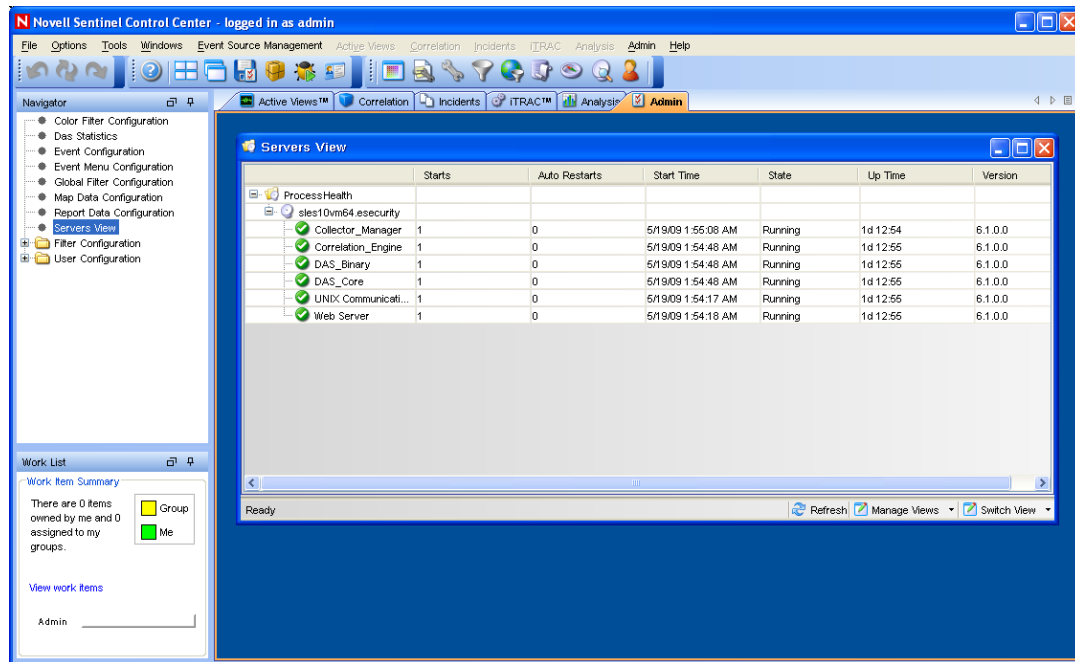 Novell Sentinel Control Center - logged in as admin
File Options Tools Windows Event Source Management Active Views Correlation Incidents iTRAC Analysis Admin Help
Navigator
Active Views™ Correlation Incidents iTRAC™ Analysis Admin
Color Filter Configuration
Das Statistics
Event Configuration
Event Menu Configuration
Global Filter Configuration
Map Data Configuration
Report Data Configuration
Servers View
Filter Configuration
User Configuration
Servers View
Starts Auto Restarts Start Time State Up Time Version
ProcessHealth
sles10vm64.esecurity
Collector_Manager 1 0 5/19/09 1:55:08 AM Running 1d 12:54 6.1.0.0
Correlation_Engine 1 0 5/19/09 1:54:48 AM Running 1d 12:55 6.1.0.0
DAS_Binary 1 0 5/19/09 1:54:48 AM Running 1d 12:55 6.1.0.0
DAS_Core 1 0 5/19/09 1:54:48 AM Running 1d 12:55 6.1.0.0
UNIX Communicati... 1 0 5/19/09 1:54:17 AM Running 1d 12:55 6.1.0.0
Web Server 1 0 5/19/09 1:54:18 AM Running 1d 12:55 6.1.0.0
Ready Refresh Manage Views Switch View
Work List
Work Item Summary
There are 0 items
owned by me and 0
assigned to my
groups.
Group
Me
View work items
Admin